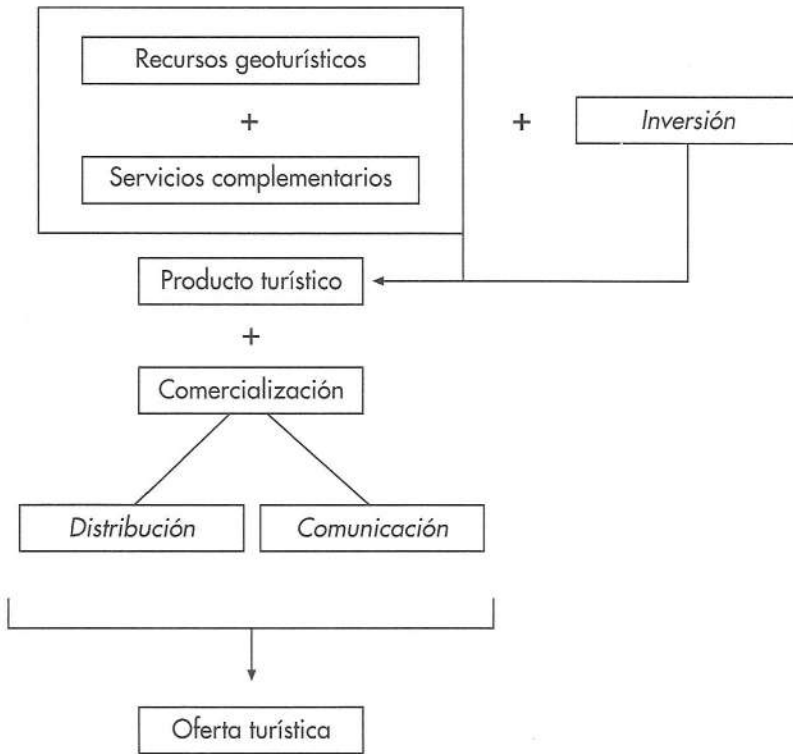 Recursos geoturísticos
+
+
Inversión
Servicios complementarios
Producto turístico
+
Comercialización
Distribución
Comunicación
Oferta turística